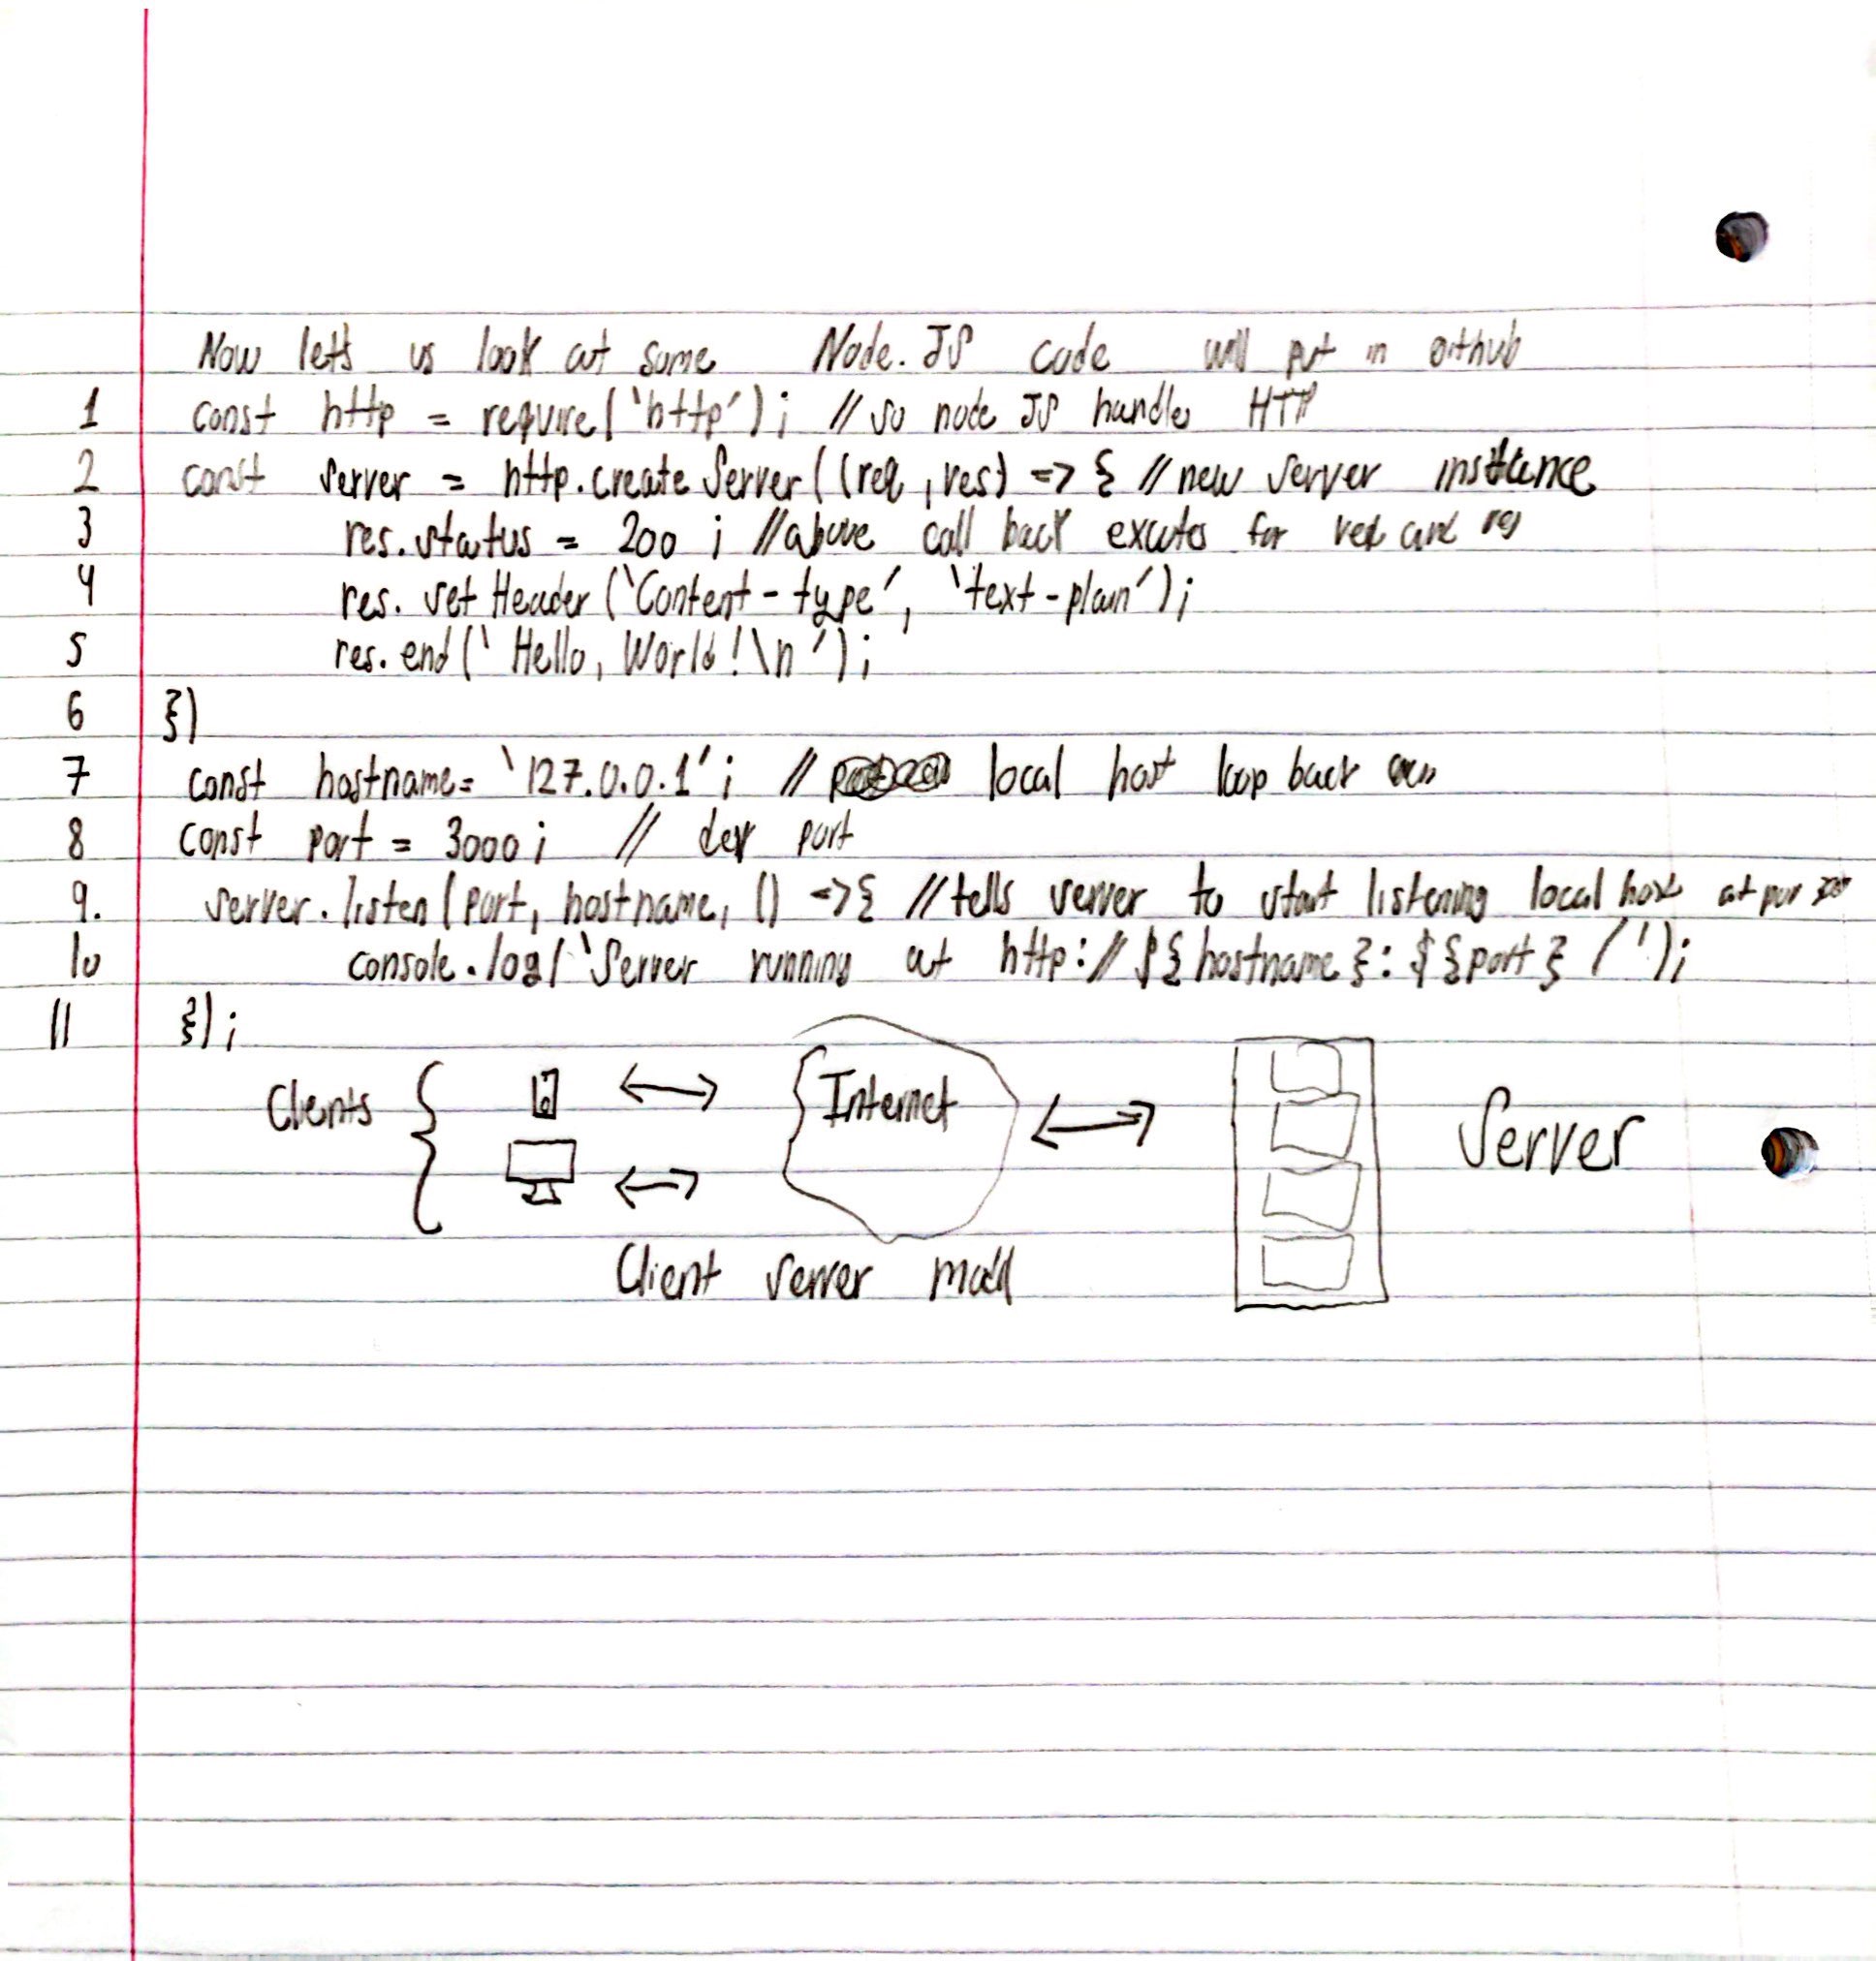 Now lets us look at some Node.JS code will put in Github
1 const http = require('http'); // so node JS handles HTTP
2 const server = http.createServer((req, res) => { // new server instance
3 res.status = 200; // above call back excutes for req and res
4 res.setHeader('Content-type', 'text-plain');
5 res.end('Hello, World!\n');
6 })
7 const hostname = '127.0.0.1'; // local host loop back
8 const port = 3000; // dev port
9. server.listen(port, hostname, () => { // tells server to start listening local host at port
10 console.log('Server running at http://${hostname}:${port}/');
11 });
Clients
Internet
Server
Client server model